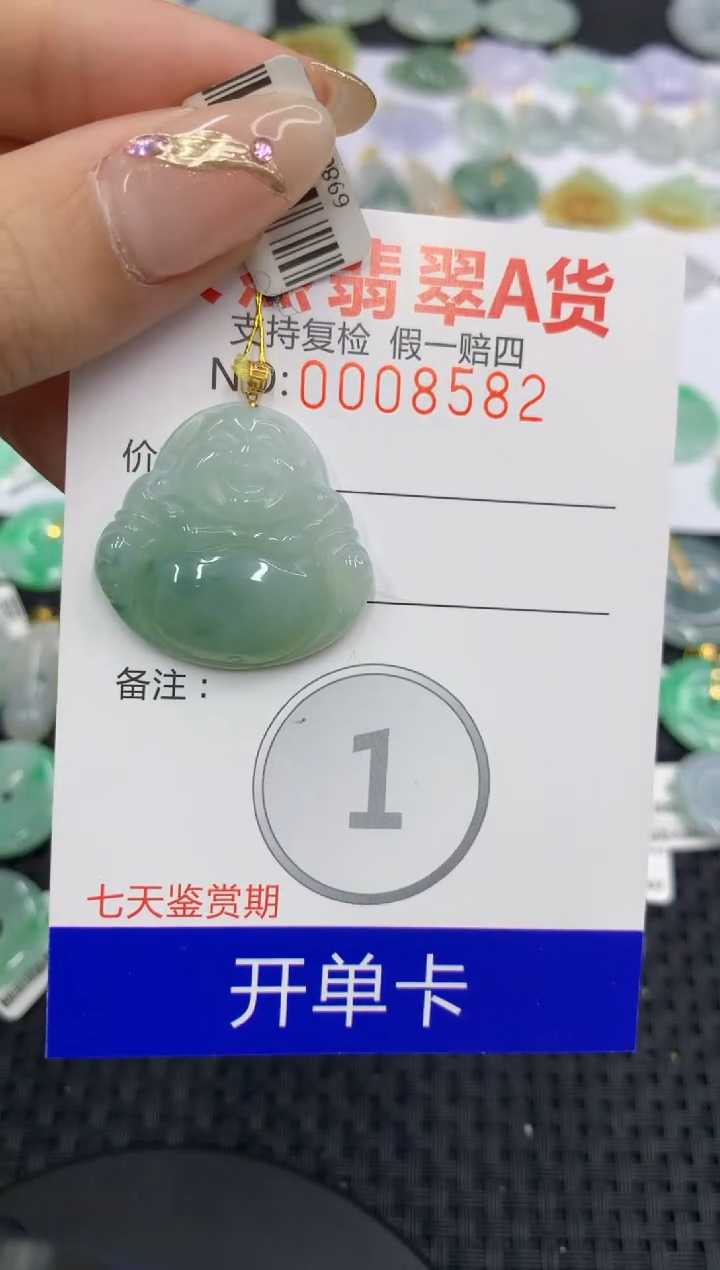 翡翠A货
支持复检 假一赔四
NO:0008582
价
备注：
1
七天鉴赏期
开单卡